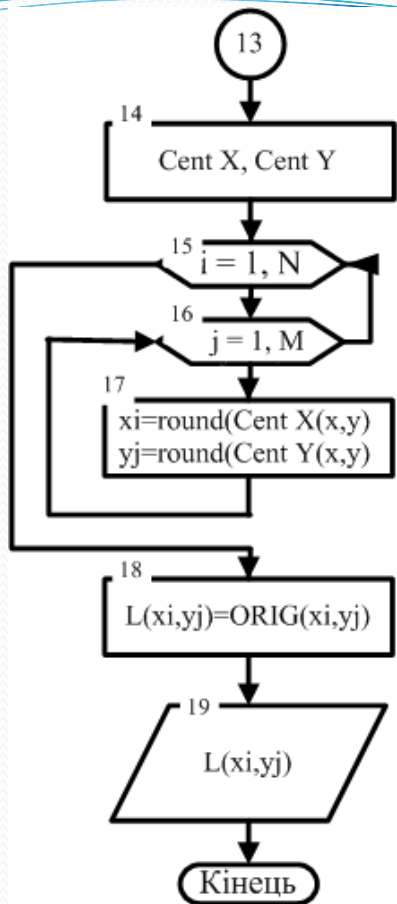 13
14
Cent X, Cent Y
15
i = 1, N
16
j = 1, M
17
xi=round(Cent X(x,y)
yj=round(Cent Y(x,y)
18
L(xi,yj)=ORIG(xi,yj)
19
L(xi,yj)
Кінець